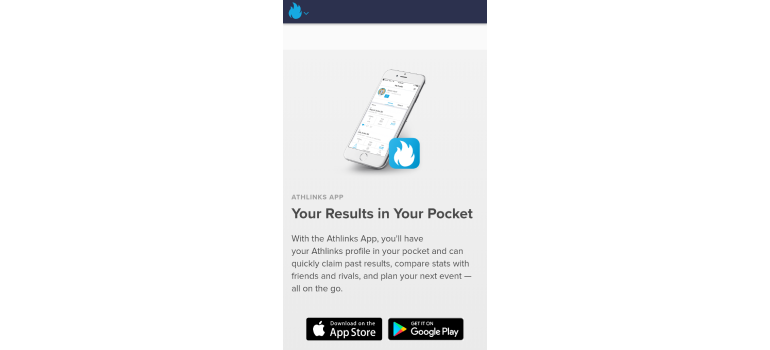 ATHLINKS APP
Your Results in Your Pocket
With the Athlinks App, you'll have
your Athlinks profile in your pocket and can
quickly claim past results, compare stats with
friends and rivals, and plan your next event —
all on the go.
Download on the
App Store
GET IT ON
Google Play